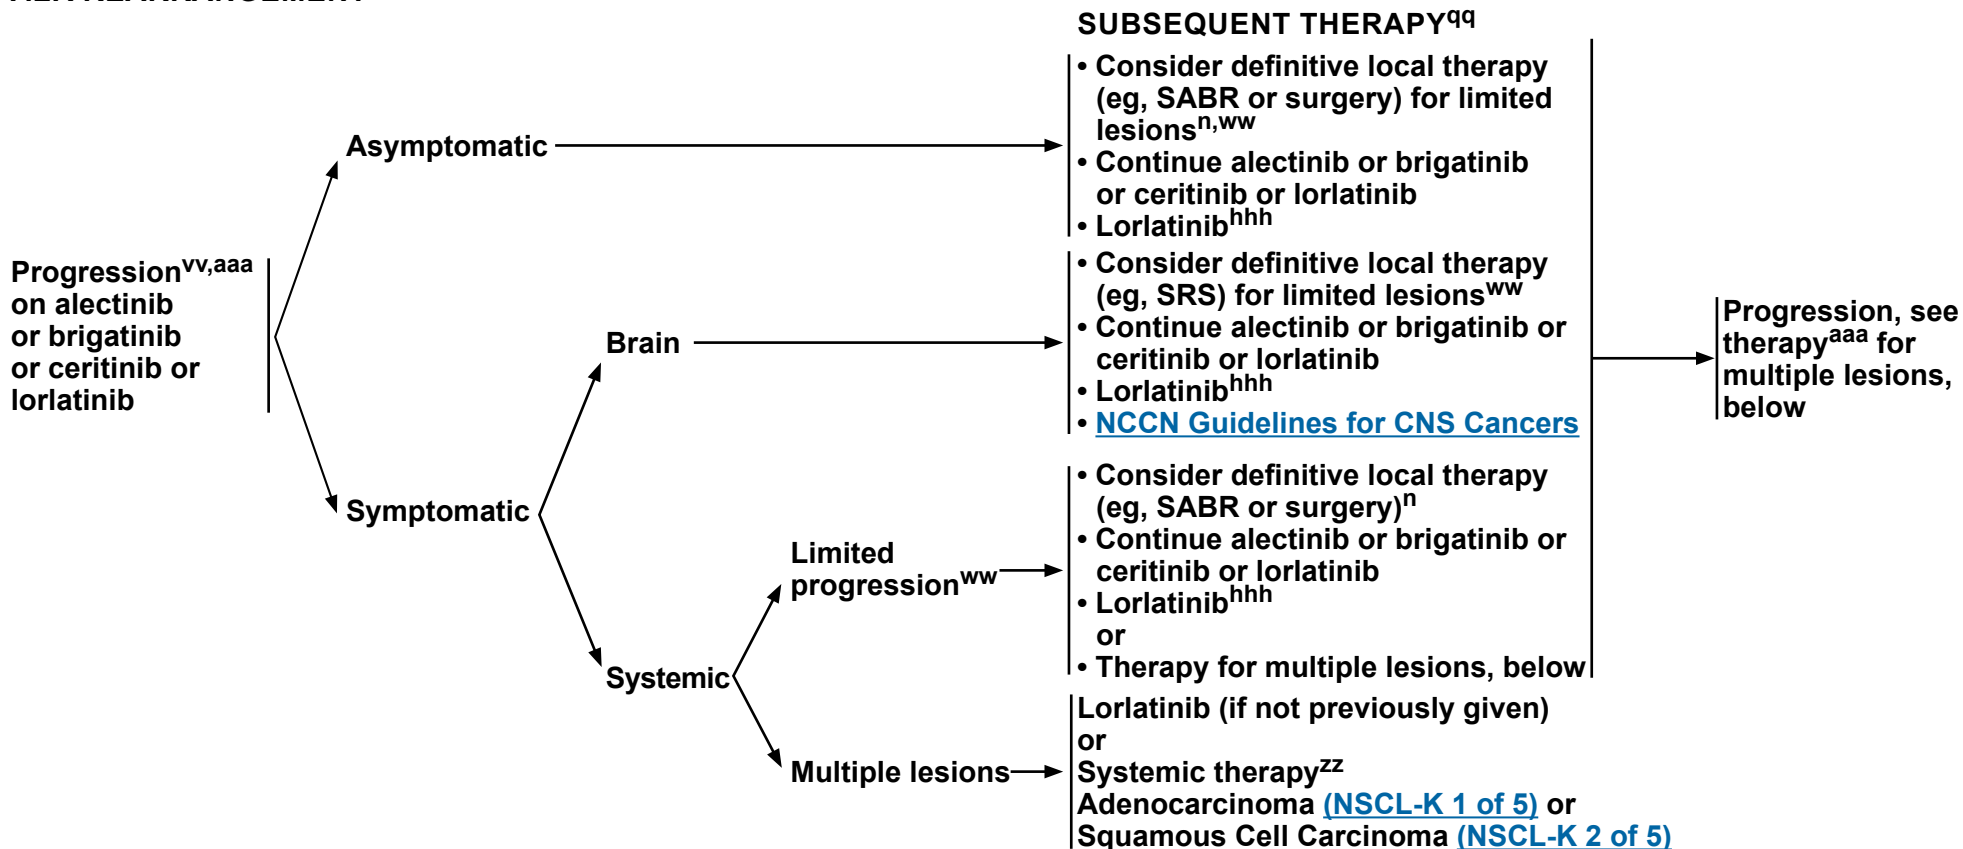 SUBSEQUENT THERAPYqq
Progressionvv,aaa
on alectinib
or brigatinib
or ceritinib or
lorlatinib
Asymptomatic
• Consider definitive local therapy
(eg, SABR or surgery) for limited
lesionsn,ww
• Continue alectinib or brigatinib
or ceritinib or lorlatinib
• Lorlatinibhhh
Symptomatic
Brain
• Consider definitive local therapy
(eg, SRS) for limited lesionsww
• Continue alectinib or brigatinib or
ceritinib or lorlatinib
• Lorlatinibhhh
• NCCN Guidelines for CNS Cancers
Systemic
Limited
progressionww
• Consider definitive local therapy
(eg, SABR or surgery)n
• Continue alectinib or brigatinib or
ceritinib or lorlatinib
• Lorlatinibhhh
or
• Therapy for multiple lesions, below
Multiple lesions
Lorlatinib (if not previously given)
or
Systemic therapyzz
Adenocarcinoma (NSCL-K 1 of 5) or
Squamous Cell Carcinoma (NSCL-K 2 of 5)
Progression, see
therapyaaa for
multiple lesions,
below